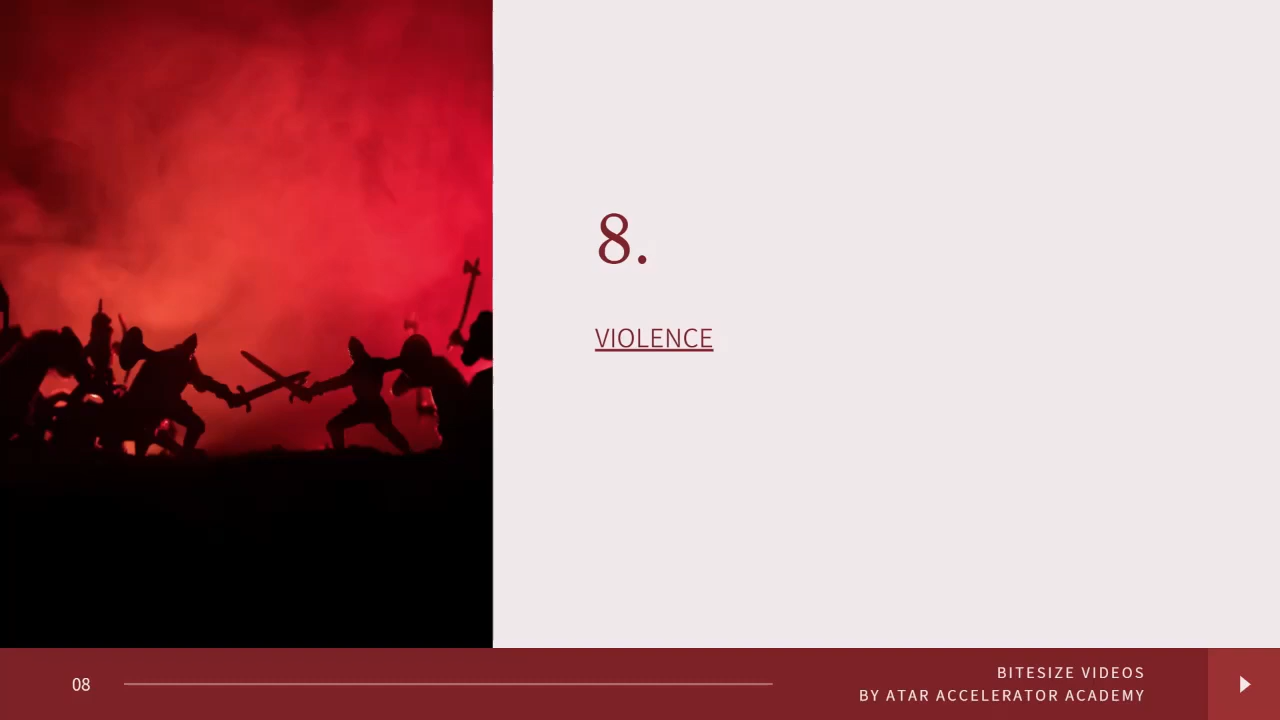 8.
VIOLENCE
08
BITESIZE VIDEOS
BY ATAR ACCELERATOR ACADEMY